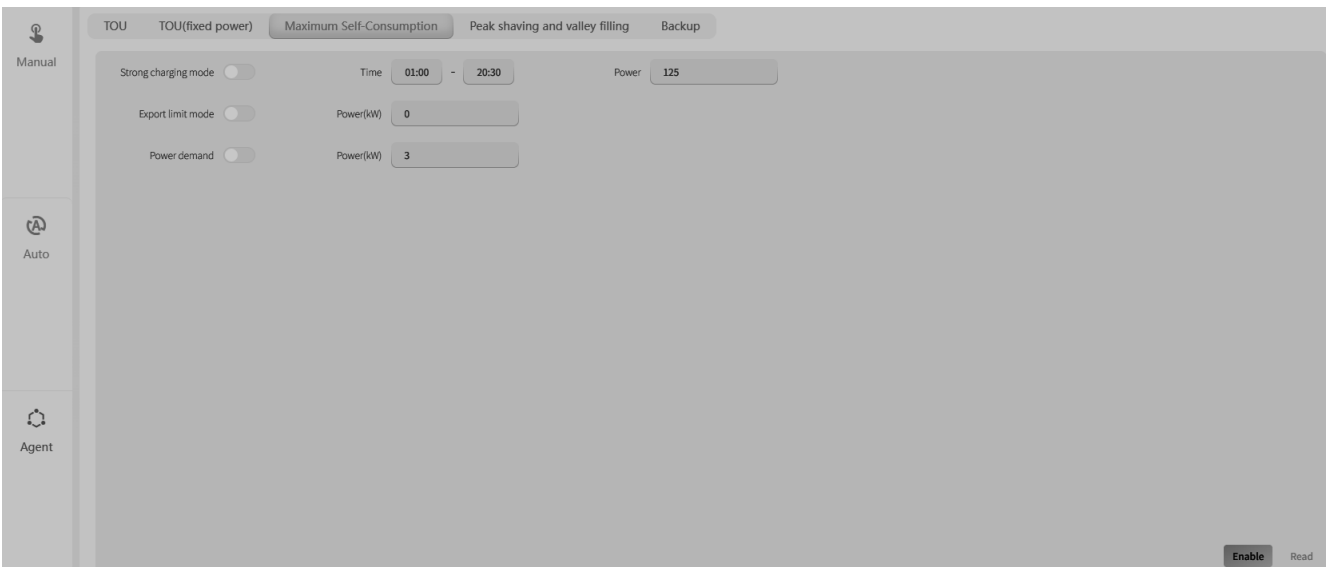 TOU TOU(fixed power) Maximum Self-Consumption Peak shaving and valley filling Backup
Manual
Strong charging mode Time 01:00 - 20:30 Power 125
Export limit mode Power(kW) 0
Power demand Power(kW) 3
Auto
Agent
Enable Read